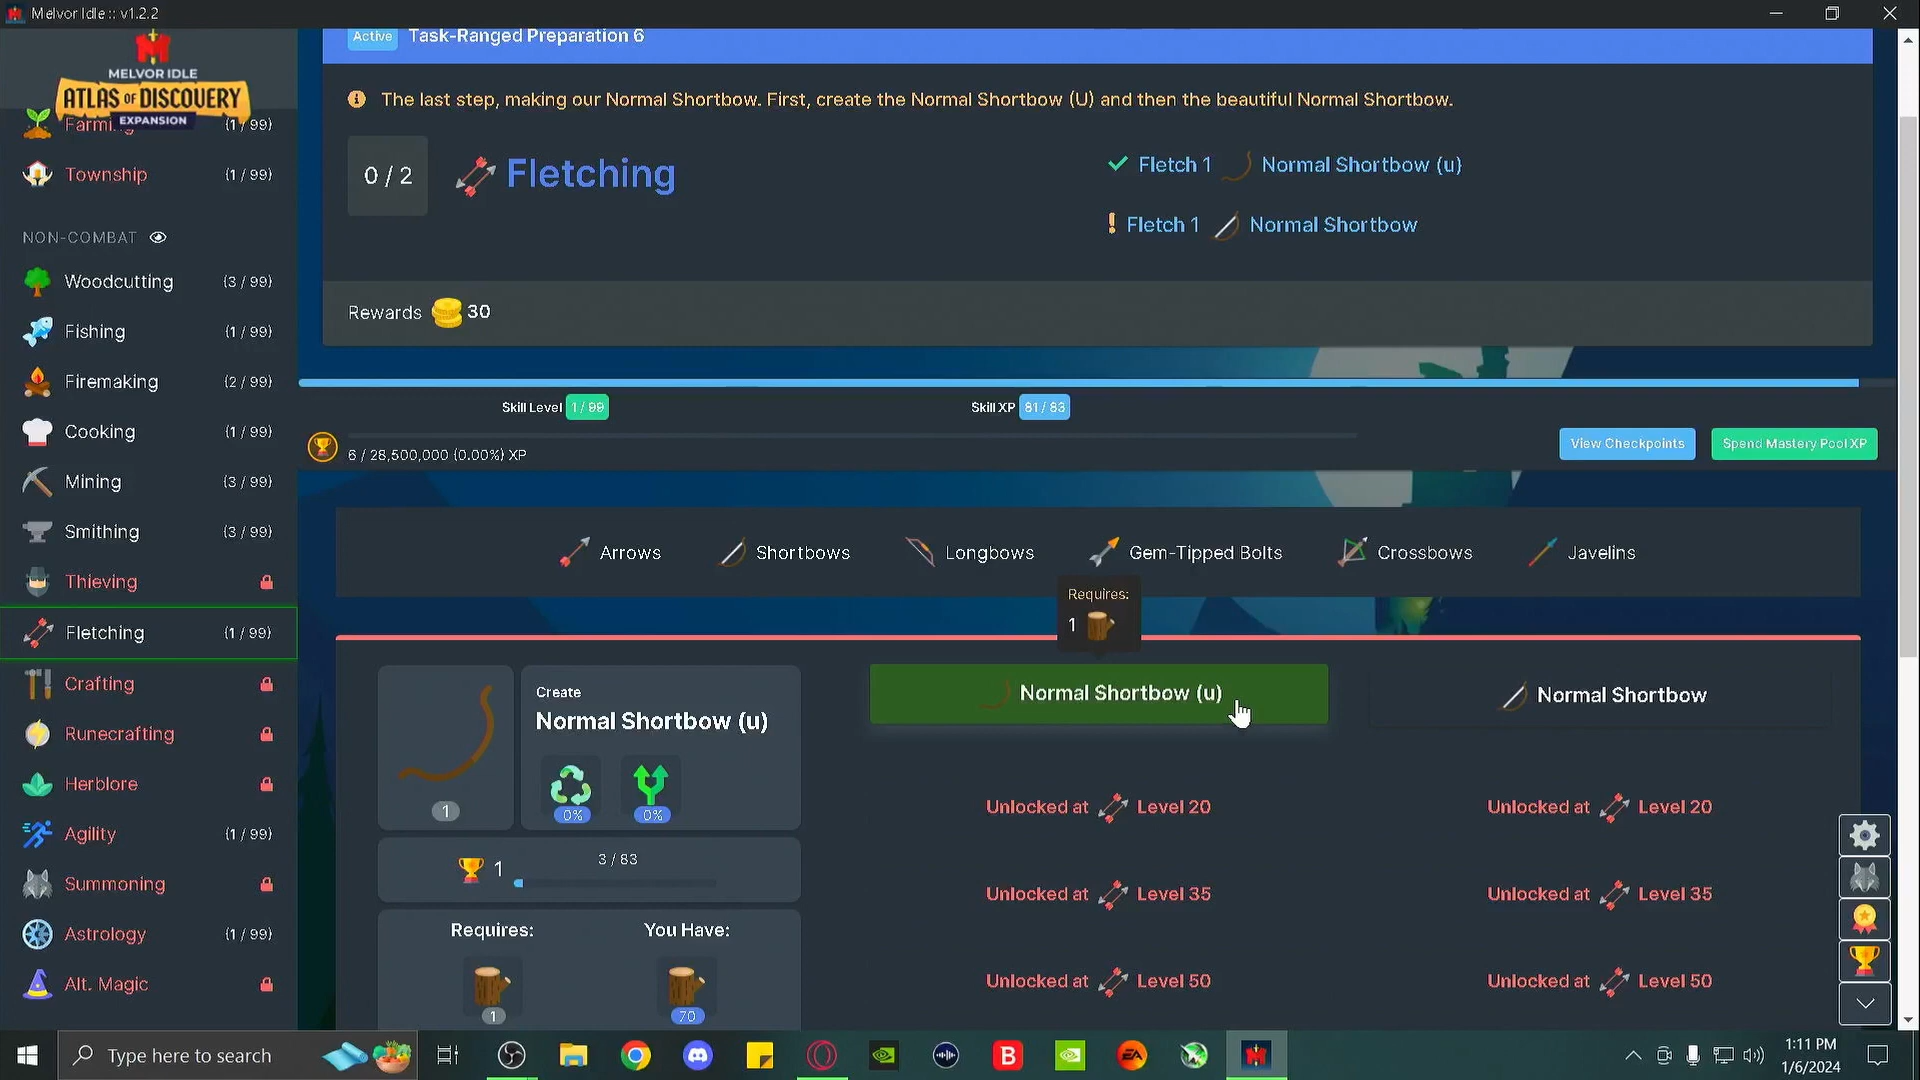 Melvor Idle :: v1.2.2
MELVOR IDLE
ATLAS OF DISCOVERY
EXPANSION
Farming (1 / 99)
Township (1 / 99)
NON-COMBAT
Woodcutting (3 / 99)
Fishing (1 / 99)
Firemaking (2 / 99)
Cooking (1 / 99)
Mining (3 / 99)
Smithing (3 / 99)
Thieving
Fletching (1 / 99)
Crafting
Runecrafting
Herblore
Agility (1 / 99)
Summoning
Astrology (1 / 99)
Alt. Magic
Active Task-Ranged Preparation 6
The last step, making our Normal Shortbow. First, create the Normal Shortbow (U) and then the beautiful Normal Shortbow.
0 / 2 Fletching
Fletch 1 Normal Shortbow (u)
Fletch 1 Normal Shortbow
Rewards 30
Skill Level 1 / 99 Skill XP 81 / 83
6 / 28,500,000 (0.00%) XP
View Checkpoints Spend Mastery Pool XP
Arrows Shortbows Longbows Gem-Tipped Bolts Crossbows Javelins
Requires:
1
Create
Normal Shortbow (u)
1 0% 0%
1 3 / 83
Requires: You Have:
1 70
Normal Shortbow (u) Normal Shortbow
Unlocked at Level 20 Unlocked at Level 20
Unlocked at Level 35 Unlocked at Level 35
Unlocked at Level 50 Unlocked at Level 50
Type here to search
B
EA
1:11 PM
1/6/2024